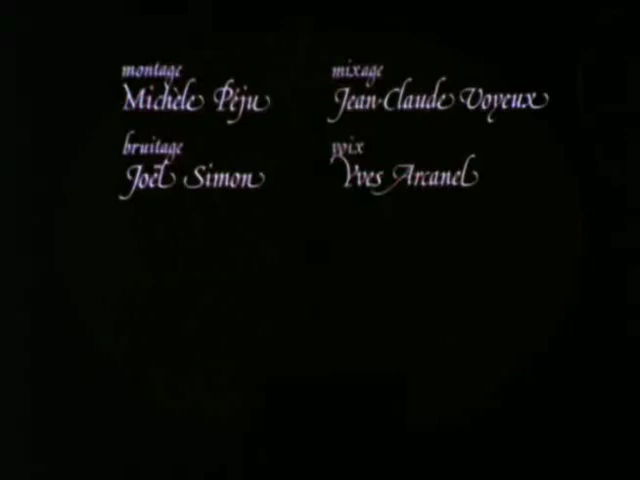 montage
Michèle Péju
mixage
Jean-Claude Voyeux
bruitage
Joël Simon
voix
Yves Arcanel